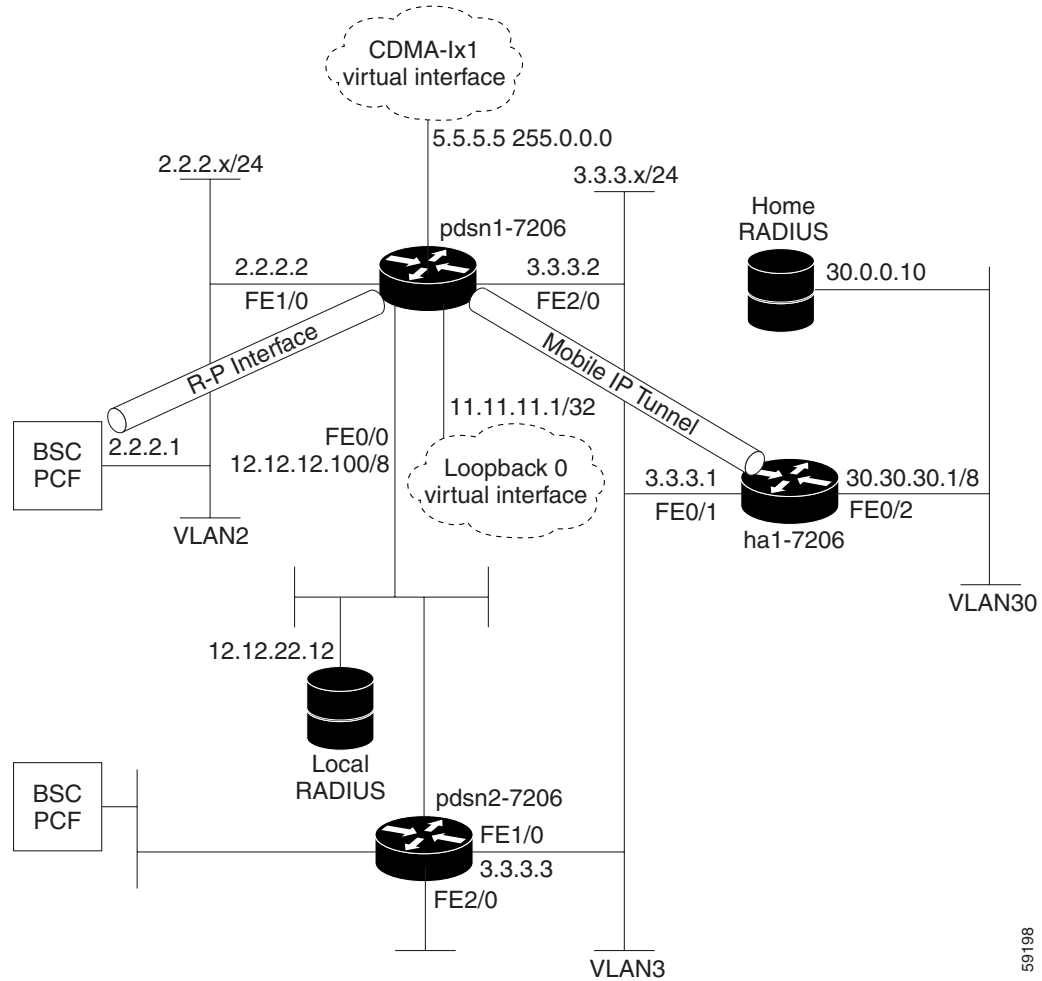 CDMA-Ix1
virtual interface
5.5.5.5 255.0.0.0
2.2.2.x/24
3.3.3.x/24
pdsn1-7206
Home
RADIUS
2.2.2.2
3.3.3.2
30.0.0.10
FE1/0
FE2/0
R-P Interface
Mobile IP Tunnel
11.11.11.1/32
BSC
PCF
2.2.2.1
FE0/0
12.12.12.100/8
Loopback 0
virtual interface
3.3.3.1
30.30.30.1/8
FE0/1
FE0/2
VLAN2
ha1-7206
VLAN30
12.12.22.12
Local
RADIUS
BSC
PCF
pdsn2-7206
FE1/0
3.3.3.3
FE2/0
VLAN3
59198